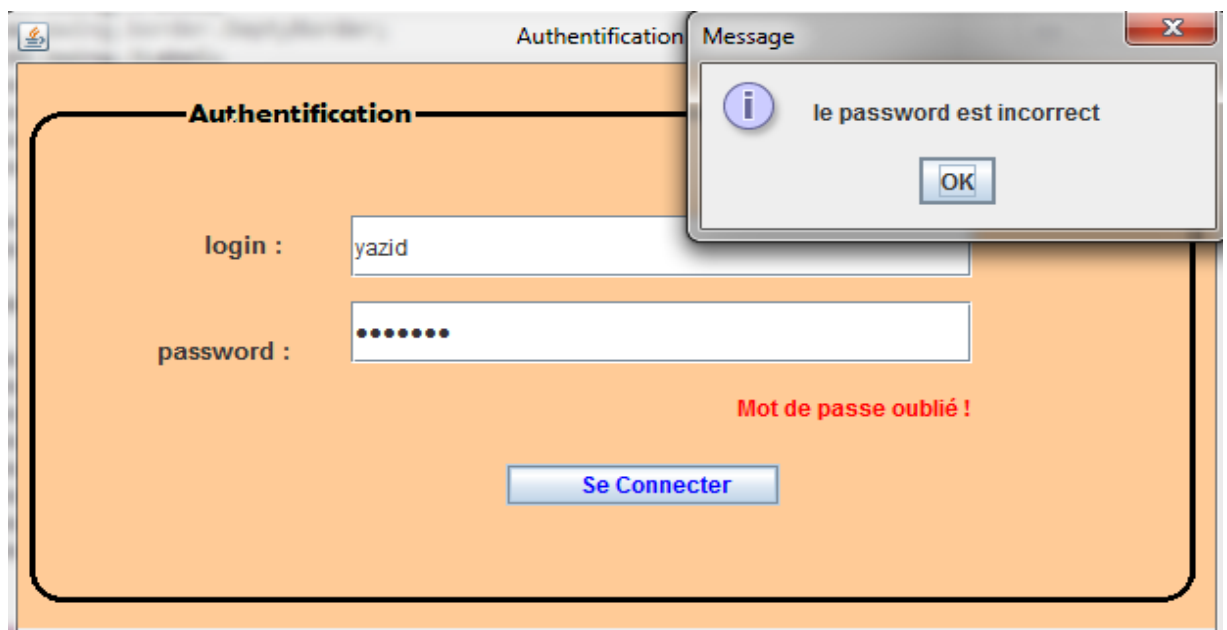 Authentification
Message
le password est incorrect
OK
Authentification
login :
yazid
password :
•••••••
Mot de passe oublié !
Se Connecter